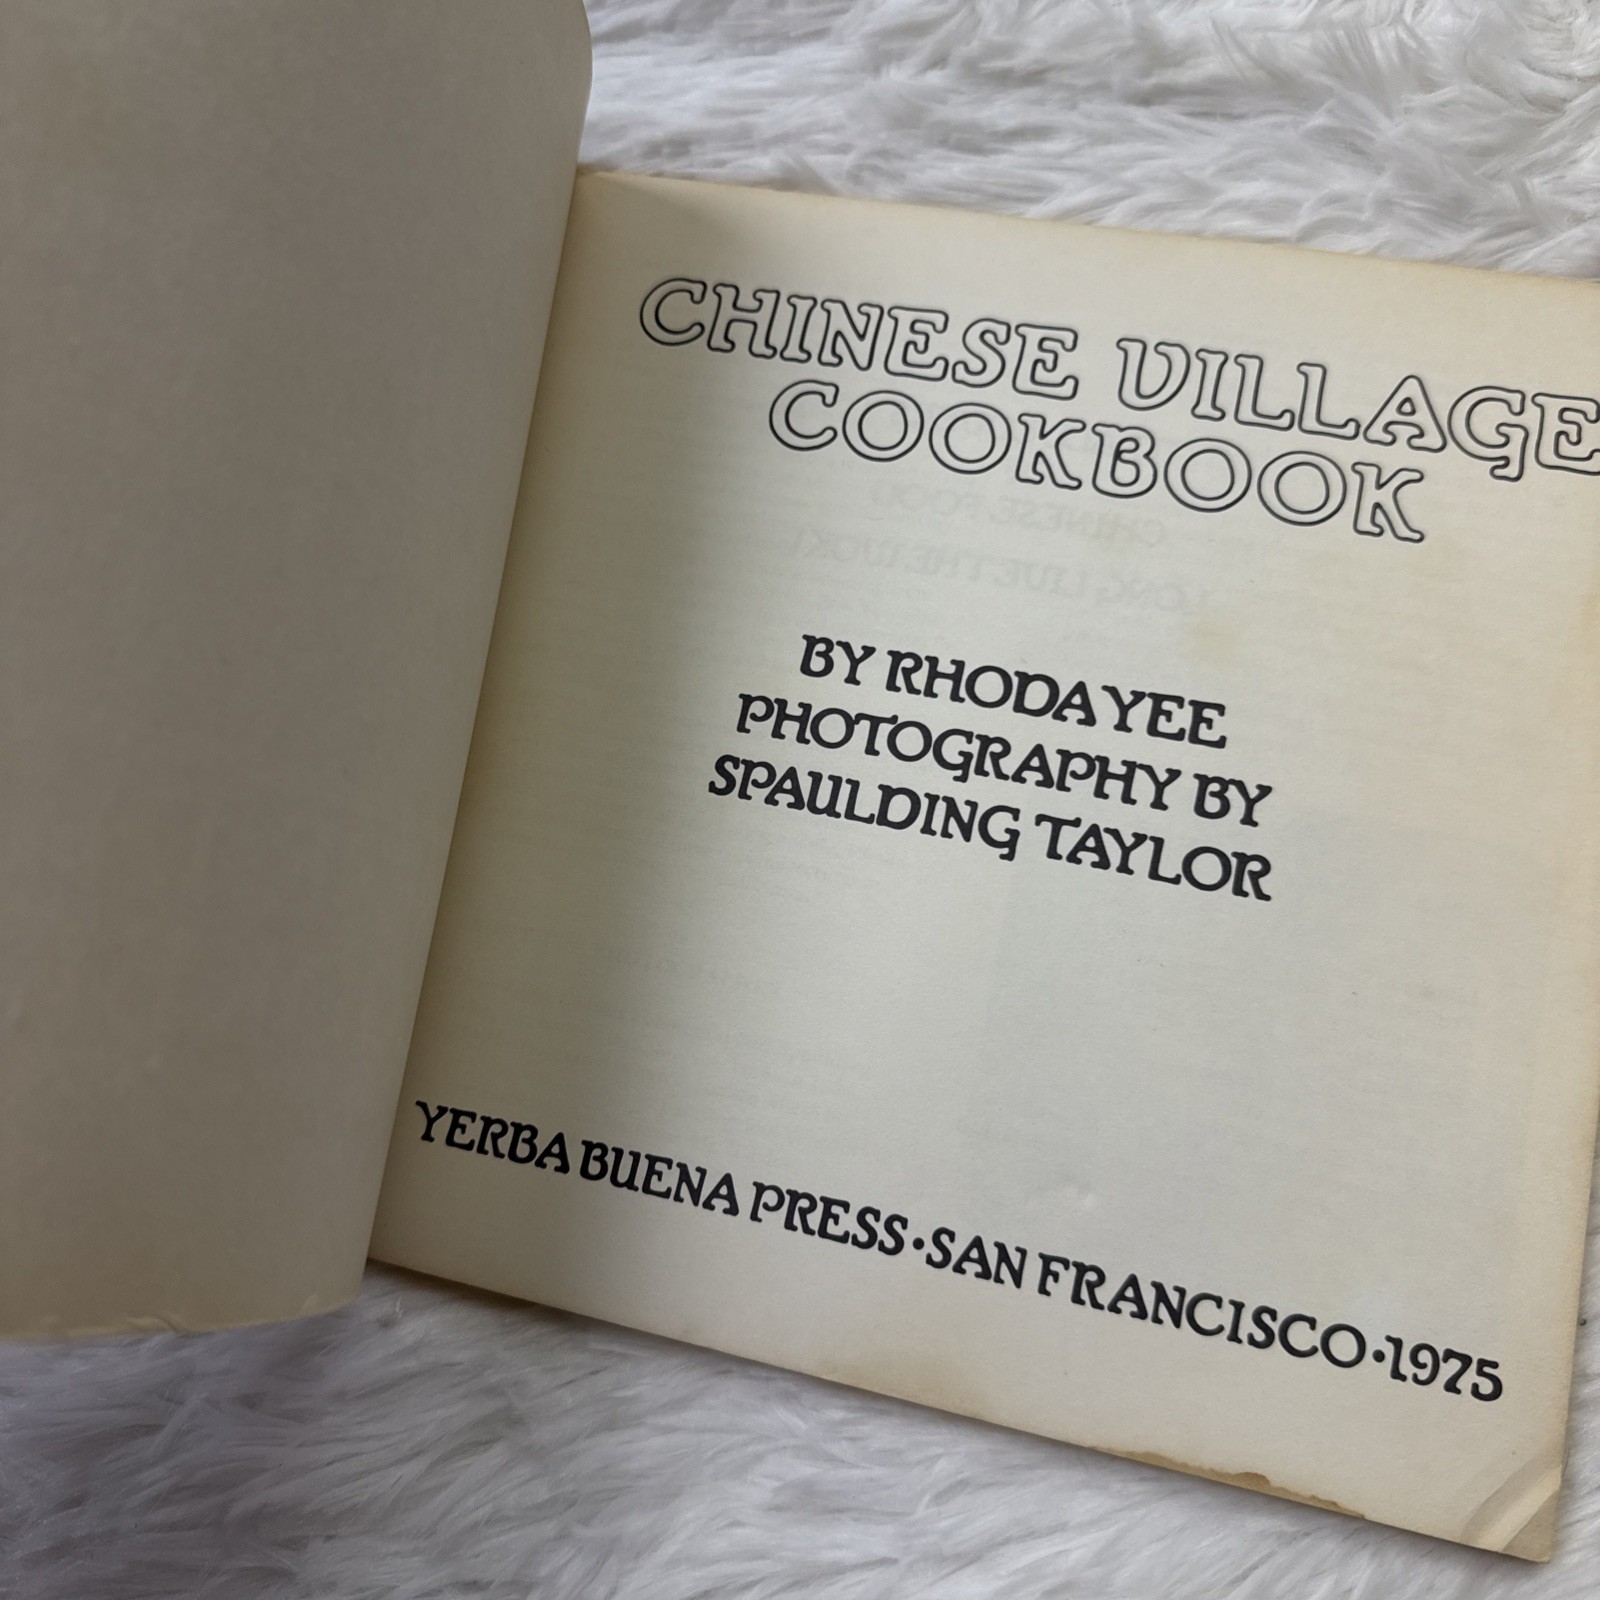 CHINESE VILLAGE
COOKBOOK
BY RHODA YEE
PHOTOGRAPHY BY
SPAULDING TAYLOR
YERBA BUENA PRESS·SAN FRANCISCO·1975